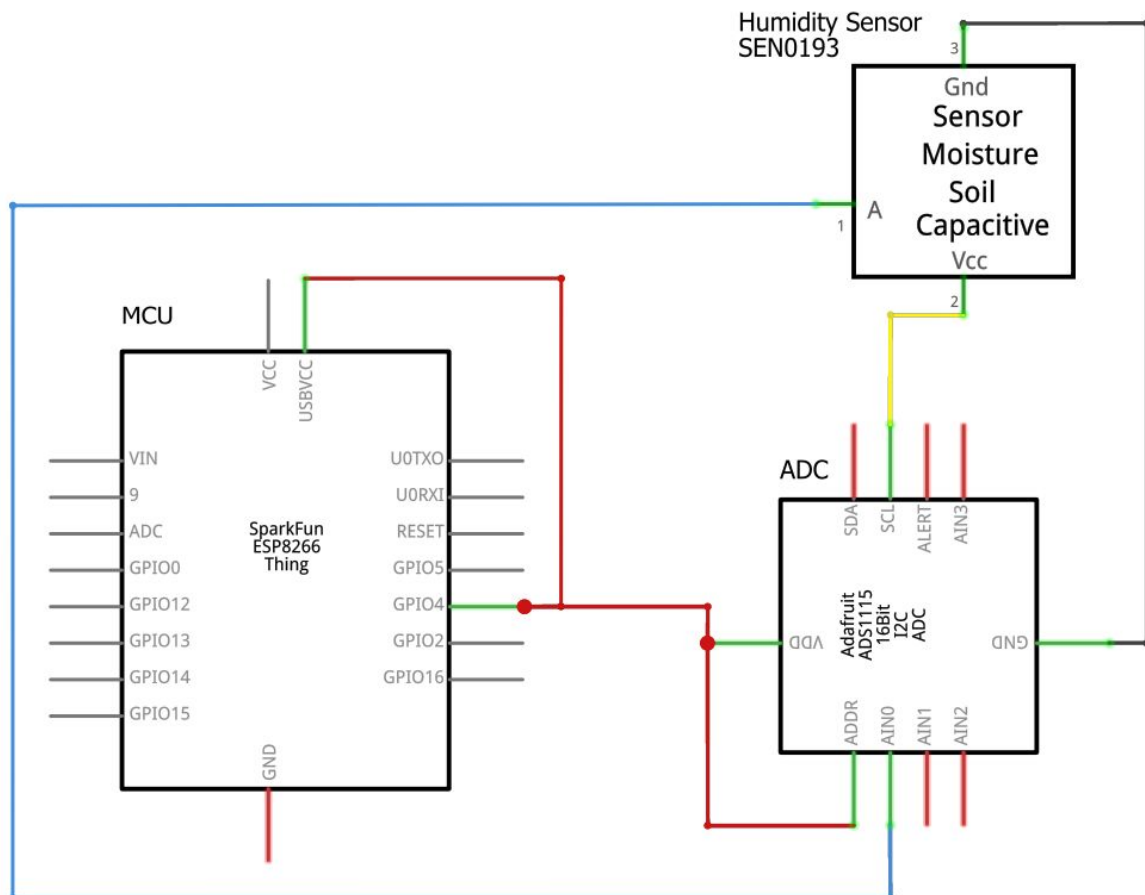 Humidity Sensor
SEN0193
3
Gnd
Sensor
Moisture
Soil
Capacitive
A
1
Vcc
2
MCU
VCC
USBVCC
VIN
9
ADC
GPIO0
GPIO12
GPIO13
GPIO14
GPIO15
SparkFun
ESP8266
Thing
U0TXO
U0RXI
RESET
GPIO5
GPIO4
GPIO2
GPIO16
GND
ADC
SDA
SCL
ALERT
AIN3
VDD
Adafruit
ADS1115
16Bit
I2C
ADC
GND
ADDR
AIN0
AIN1
AIN2